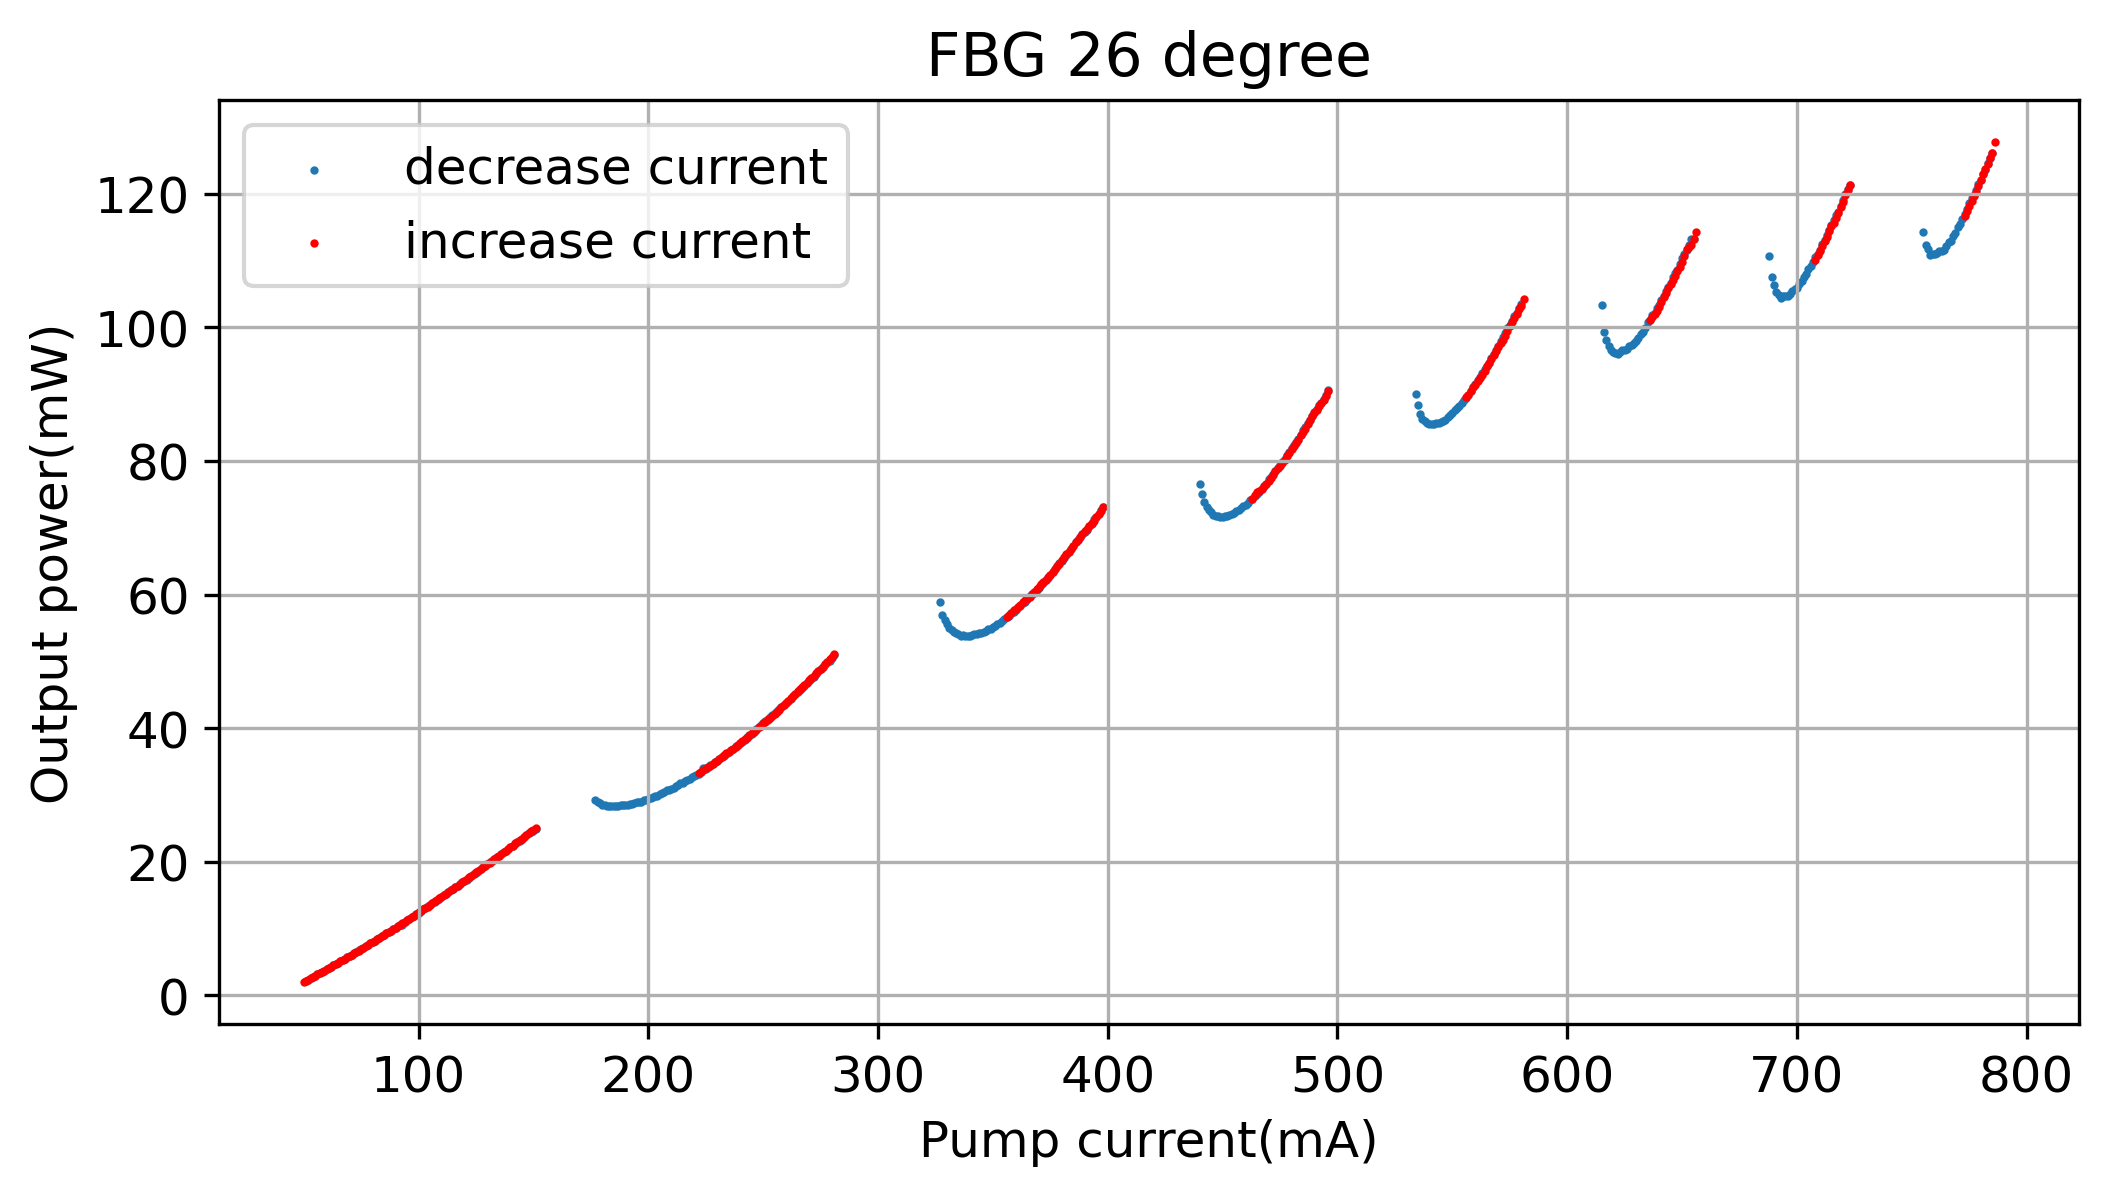 FBG 26 degree
decrease current
increase current
Output power(mW)
120
100
80
60
40
20
0
100 200 300 400 500 600 700 800
Pump current(mA)